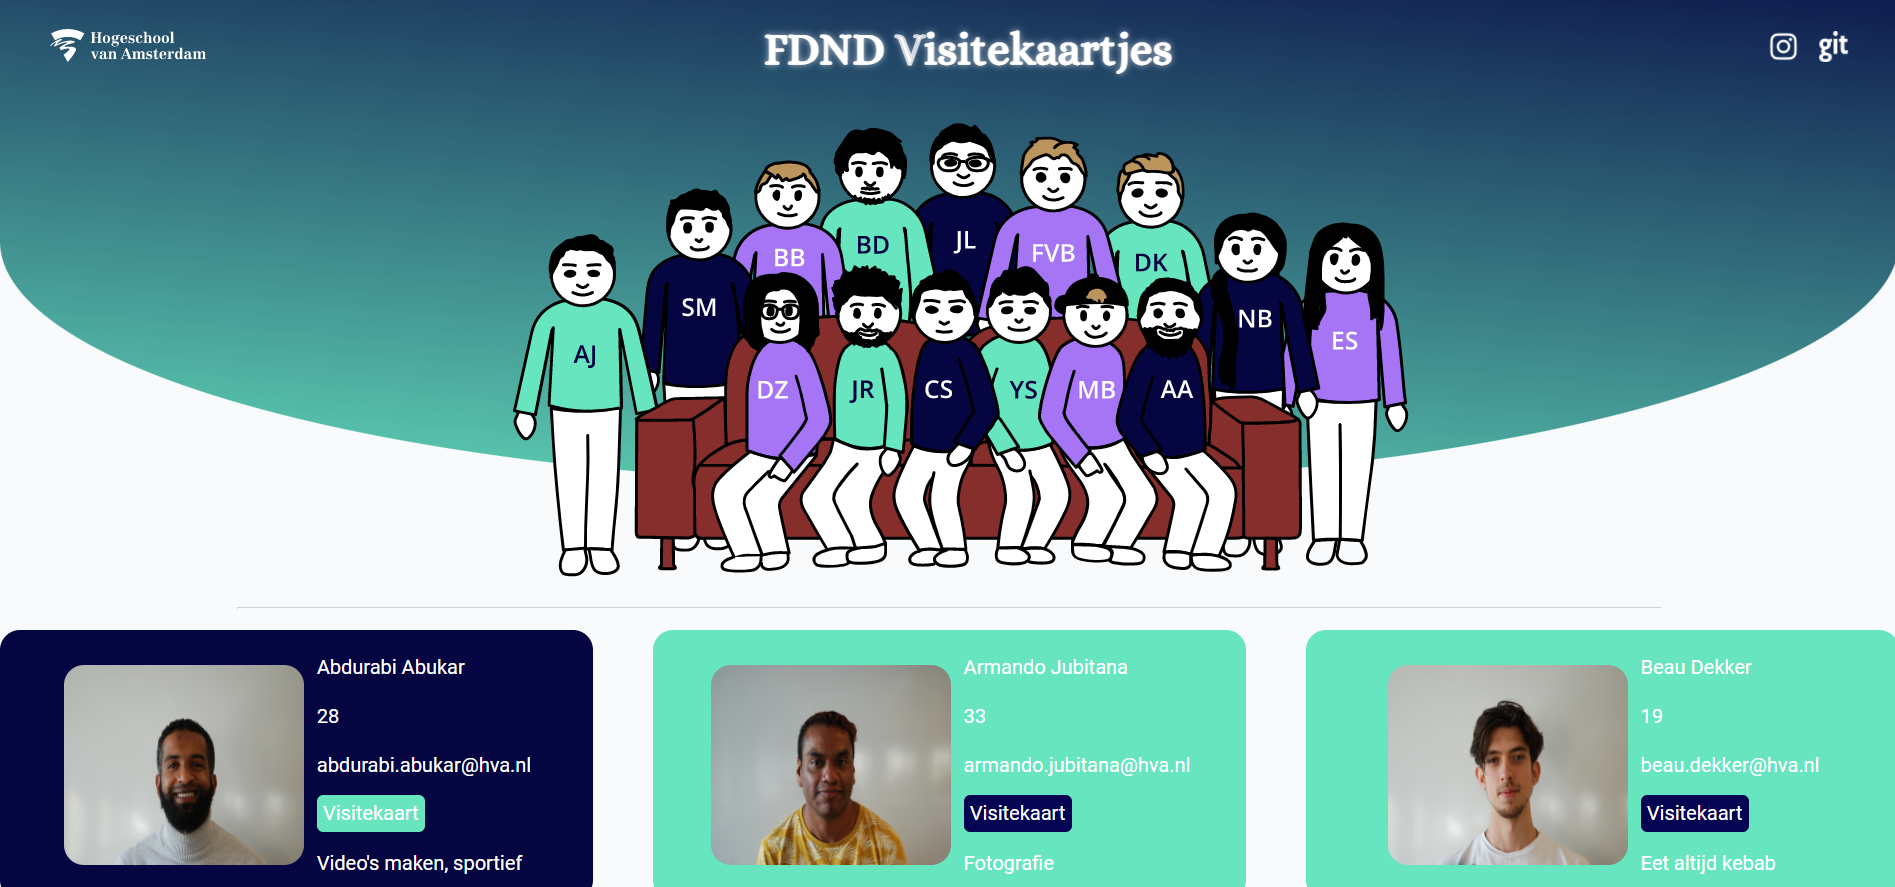 Hogeschool
van Amsterdam
FDND Visitekaartjes
git
JL
BD
FVB
BB
DK
SM
NB
ES
AJ
DZ
JR
CS
YS
MB
AA
Abdurabi Abukar
28
abdurabi.abukar@hva.nl
Visitekaart
Video's maken, sportief
Armando Jubitana
33
armando.jubitana@hva.nl
Visitekaart
Fotografie
Beau Dekker
19
beau.dekker@hva.nl
Visitekaart
Eet altijd kebab